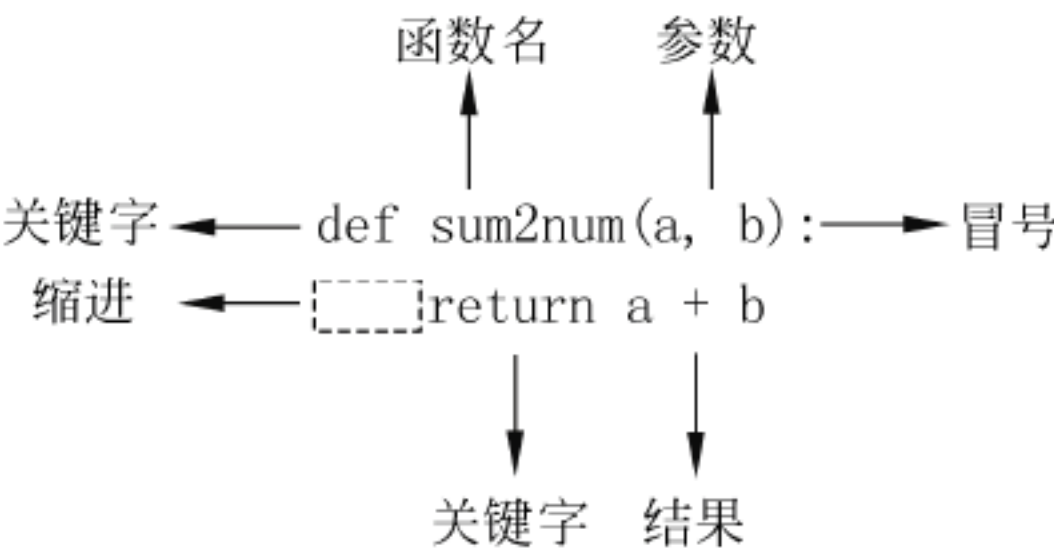 函数名 参数
关键字 def sum2num(a, b): 冒号
缩进 return a + b
关键字 结果